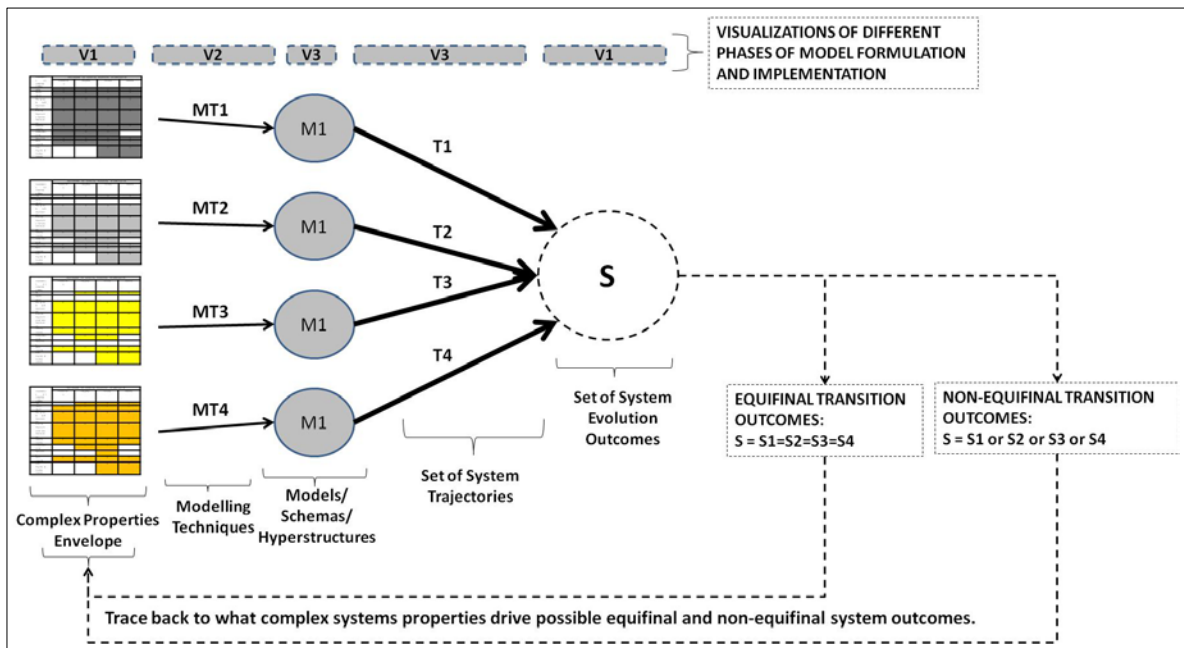 V1
V2
V3
V3
V1
VISUALIZATIONS OF DIFFERENT
PHASES OF MODEL FORMULATION
AND IMPLEMENTATION
MT1
M1
T1
MT2
M1
T2
S
T3
MT3
M1
T4
MT4
M1
Set of System
Evolution
Outcomes
EQUIFINAL TRANSITION
OUTCOMES:
S = S1=S2=S3=S4
NON-EQUIFINAL TRANSITION
OUTCOMES:
S = S1 or S2 or S3 or S4
Complex Properties
Envelope
Modelling
Techniques
Models/
Schemas/
Hyperstructures
Set of System
Trajectories
Trace back to what complex systems properties drive possible equifinal and non-equifinal system outcomes.